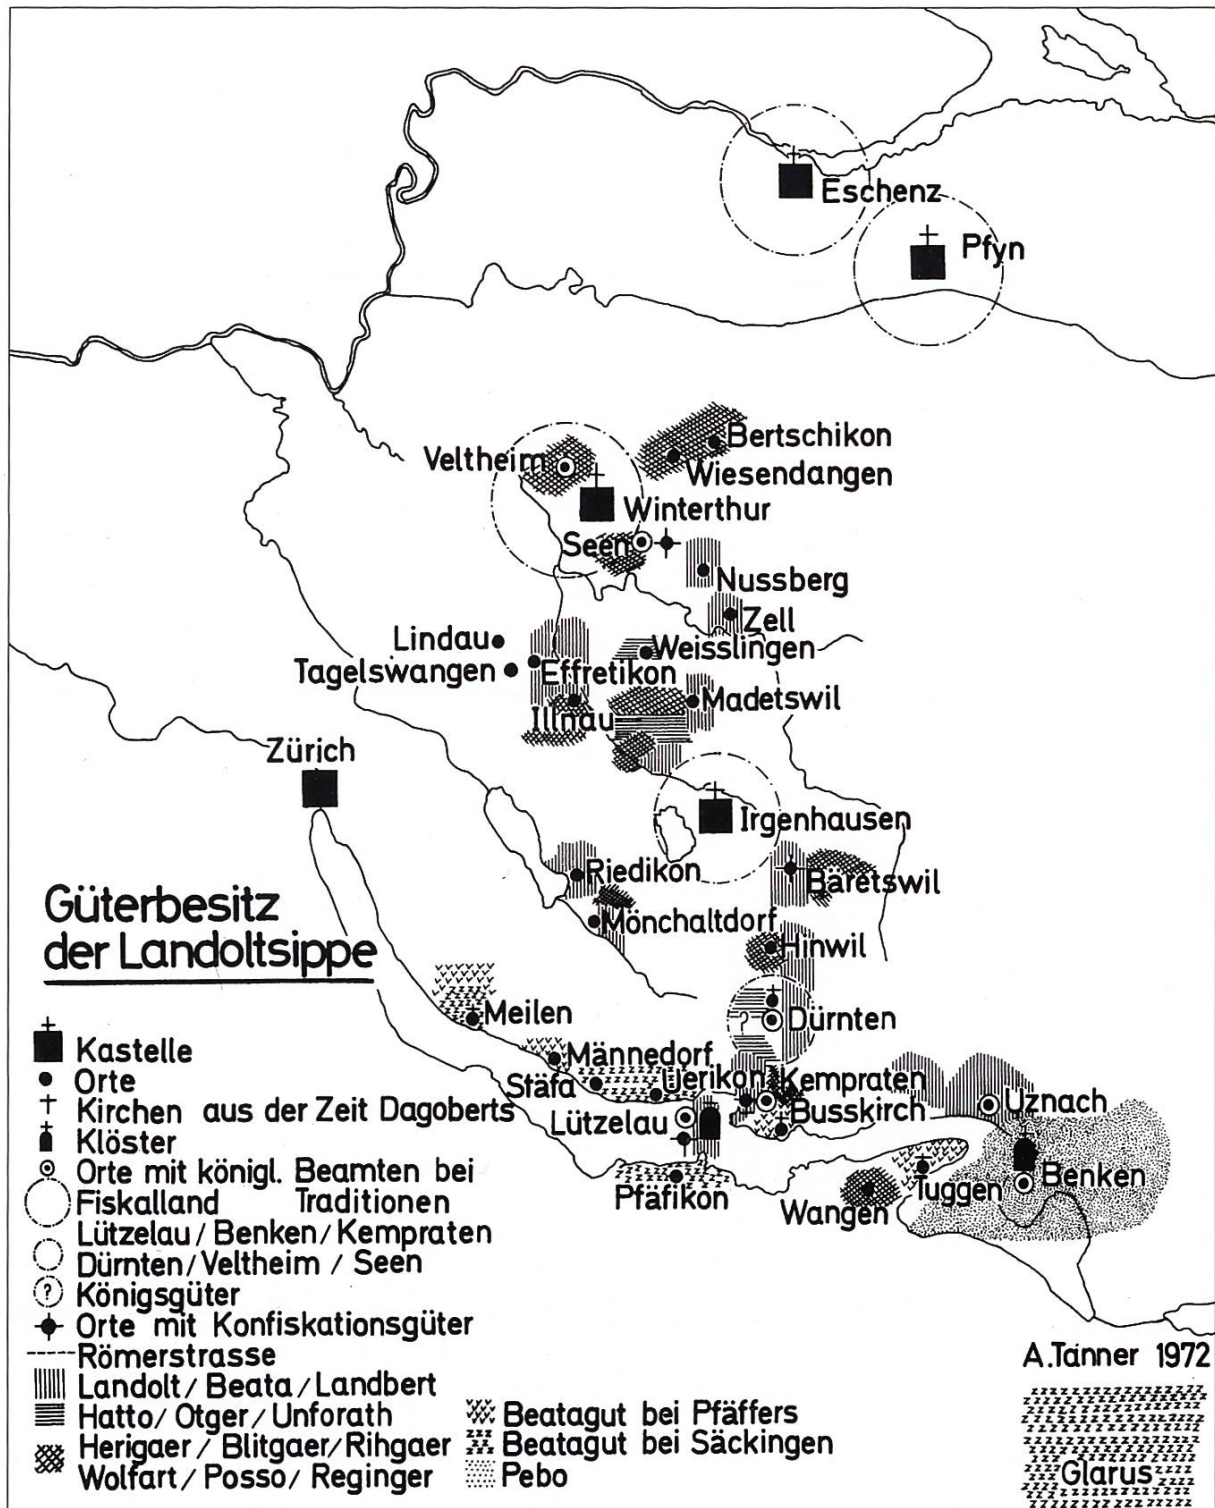 Eschenz
Pfyn
Bertschikon
Veltheim
Wiesendangen
Winterthur
Seen
Nussberg
Zell
Lindau
Weisslingen
Tagelswangen
Effretikon
Madetswil
Illnau
Zürich
Irgenhausen
Riedikon
Bäretswil
Mönchaltdorf
Hinwil
Meilen
?
Dürnten
Männedorf
Stäfa
Uerikon
Kempraten
Lützelau
Busskirch
Uznach
Benken
Pfäfikon
Wangen
Tuggen
Güterbesitz
der Landoltsippe
Kastelle
Orte
Kirchen aus der Zeit Dagoberts
Klöster
Orte mit königl. Beamten bei
Fiskalland Traditionen
Lützelau/Benken/Kempraten
Dürnten/Veltheim/Seen
? Königsgüter
Orte mit Konfiskationsgüter
Römerstrasse
Landolt/Beata/Landbert
Hatto/Otger/Unforath
Herigaer/Blitgaer/Rihgaer
Wolfart/Posso/Reginger
Beatagut bei Pfäffers
Beatagut bei Säckingen
Pebo
A.Tanner 1972
Glarus